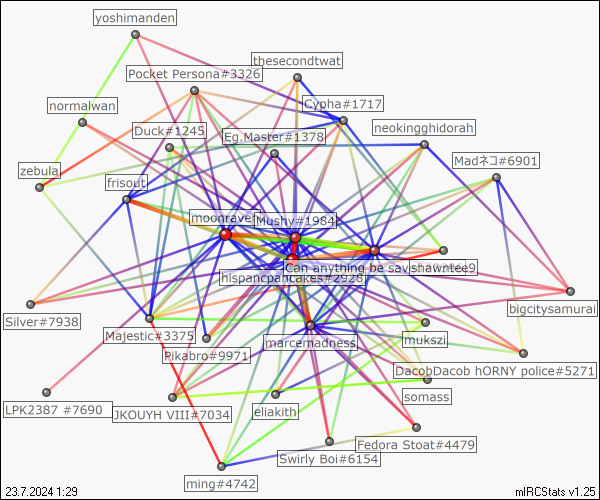 yoshimanden
thesecondtwat
Pocket Persona#3326
Cypha#1717
normalwan
Duck#1245
Eg.Master#1378
neokingghidorah
Madネコ#6901
zebula
frisout
moonraven
Mushy#1984
Can anything be say
shawntee9
hispancpancakes#2928
bigcitysamurai
Silver#7938
Majestic#3375
marcemadness
mukszi
Pikabro#9971
DacobDacob hORNY police#5271
LPK2387 #7690
JKOUYH VIII#7034
eliakith
somass
Fedora Stoat#4479
Swirly Boi#6154
ming#4742
23.7.2024 1:29
mIRCStats v1.25